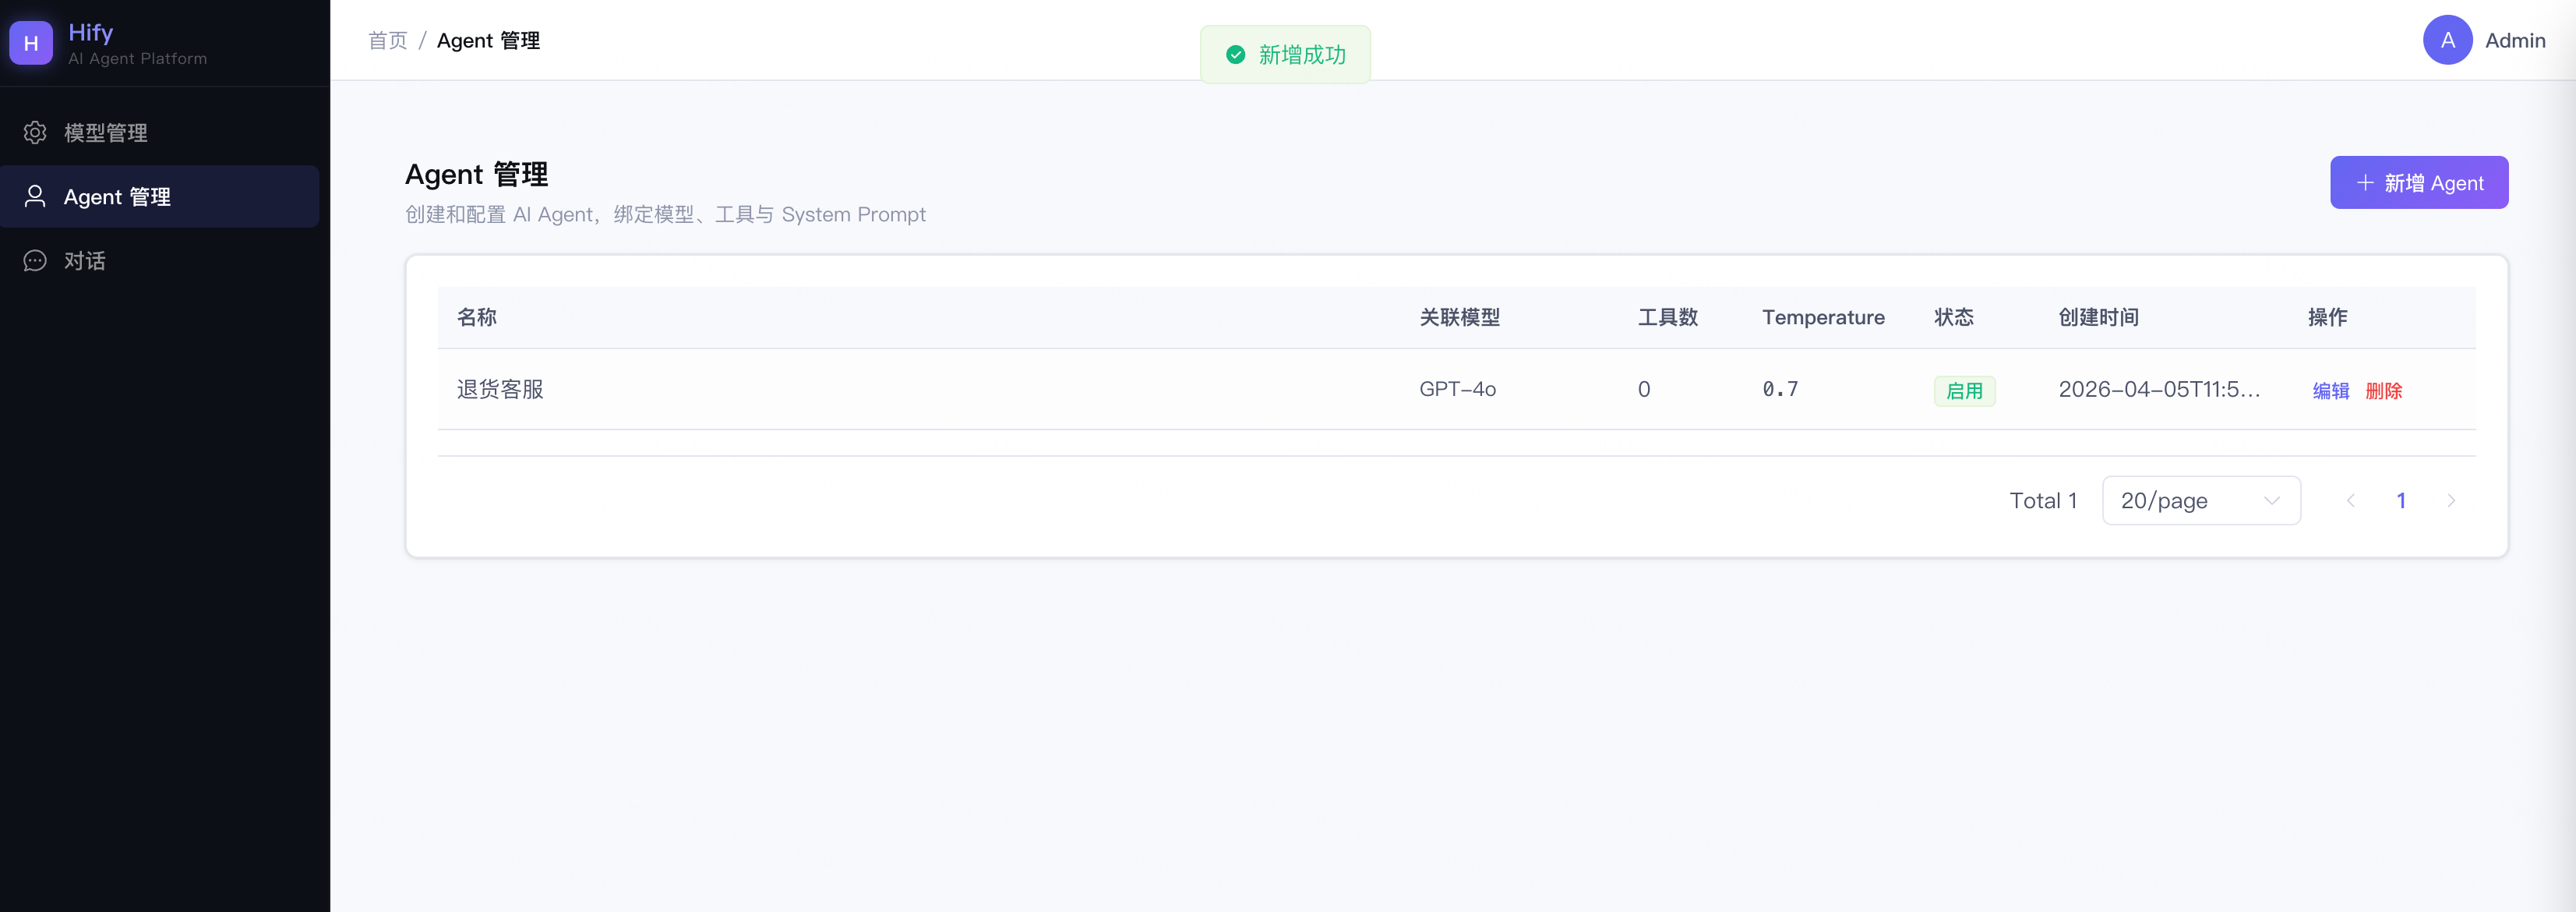 H
Hify
AI Agent Platform
模型管理
Agent 管理
对话
首页 / Agent 管理
新增成功
A
Admin
Agent 管理
创建和配置 AI Agent，绑定模型、工具与 System Prompt
+ 新增 Agent
名称 关联模型 工具数 Temperature 状态 创建时间 操作
退货客服 GPT-4o 0 0.7 启用 2026-04-05T11:5... 编辑 删除
Total 1 20/page 1